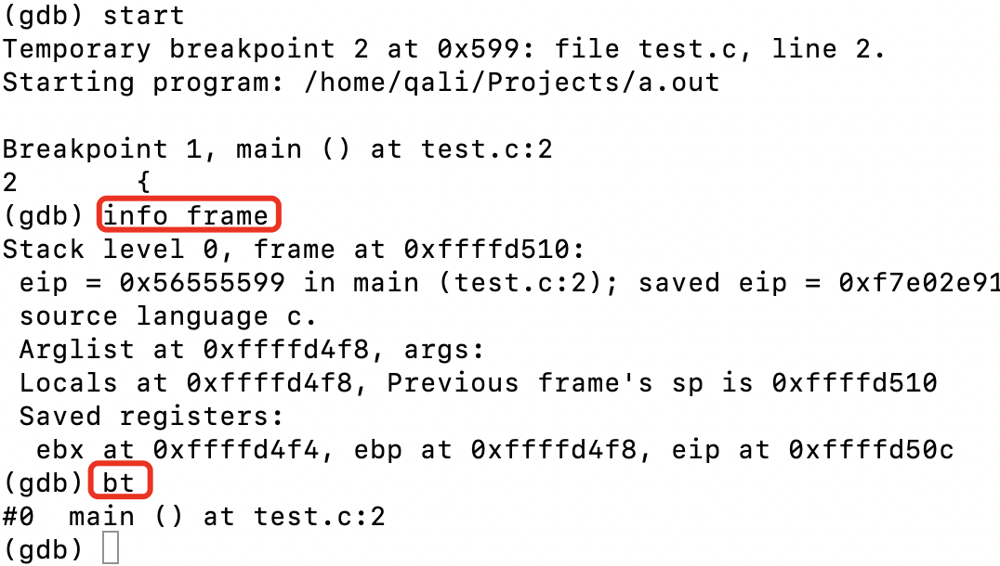 (gdb) start
Temporary breakpoint 2 at 0x599: file test.c, line 2.
Starting program: /home/qali/Projects/a.out
Breakpoint 1, main () at test.c:2
2       {
(gdb) info frame
Stack level 0, frame at 0xffffd510:
 eip = 0x56555599 in main (test.c:2); saved eip = 0xf7e02e91
 source language c.
 Arglist at 0xffffd4f8, args:
 Locals at 0xffffd4f8, Previous frame's sp is 0xffffd510
 Saved registers:
  ebx at 0xffffd4f4, ebp at 0xffffd4f8, eip at 0xffffd50c
(gdb) bt
#0  main () at test.c:2
(gdb)